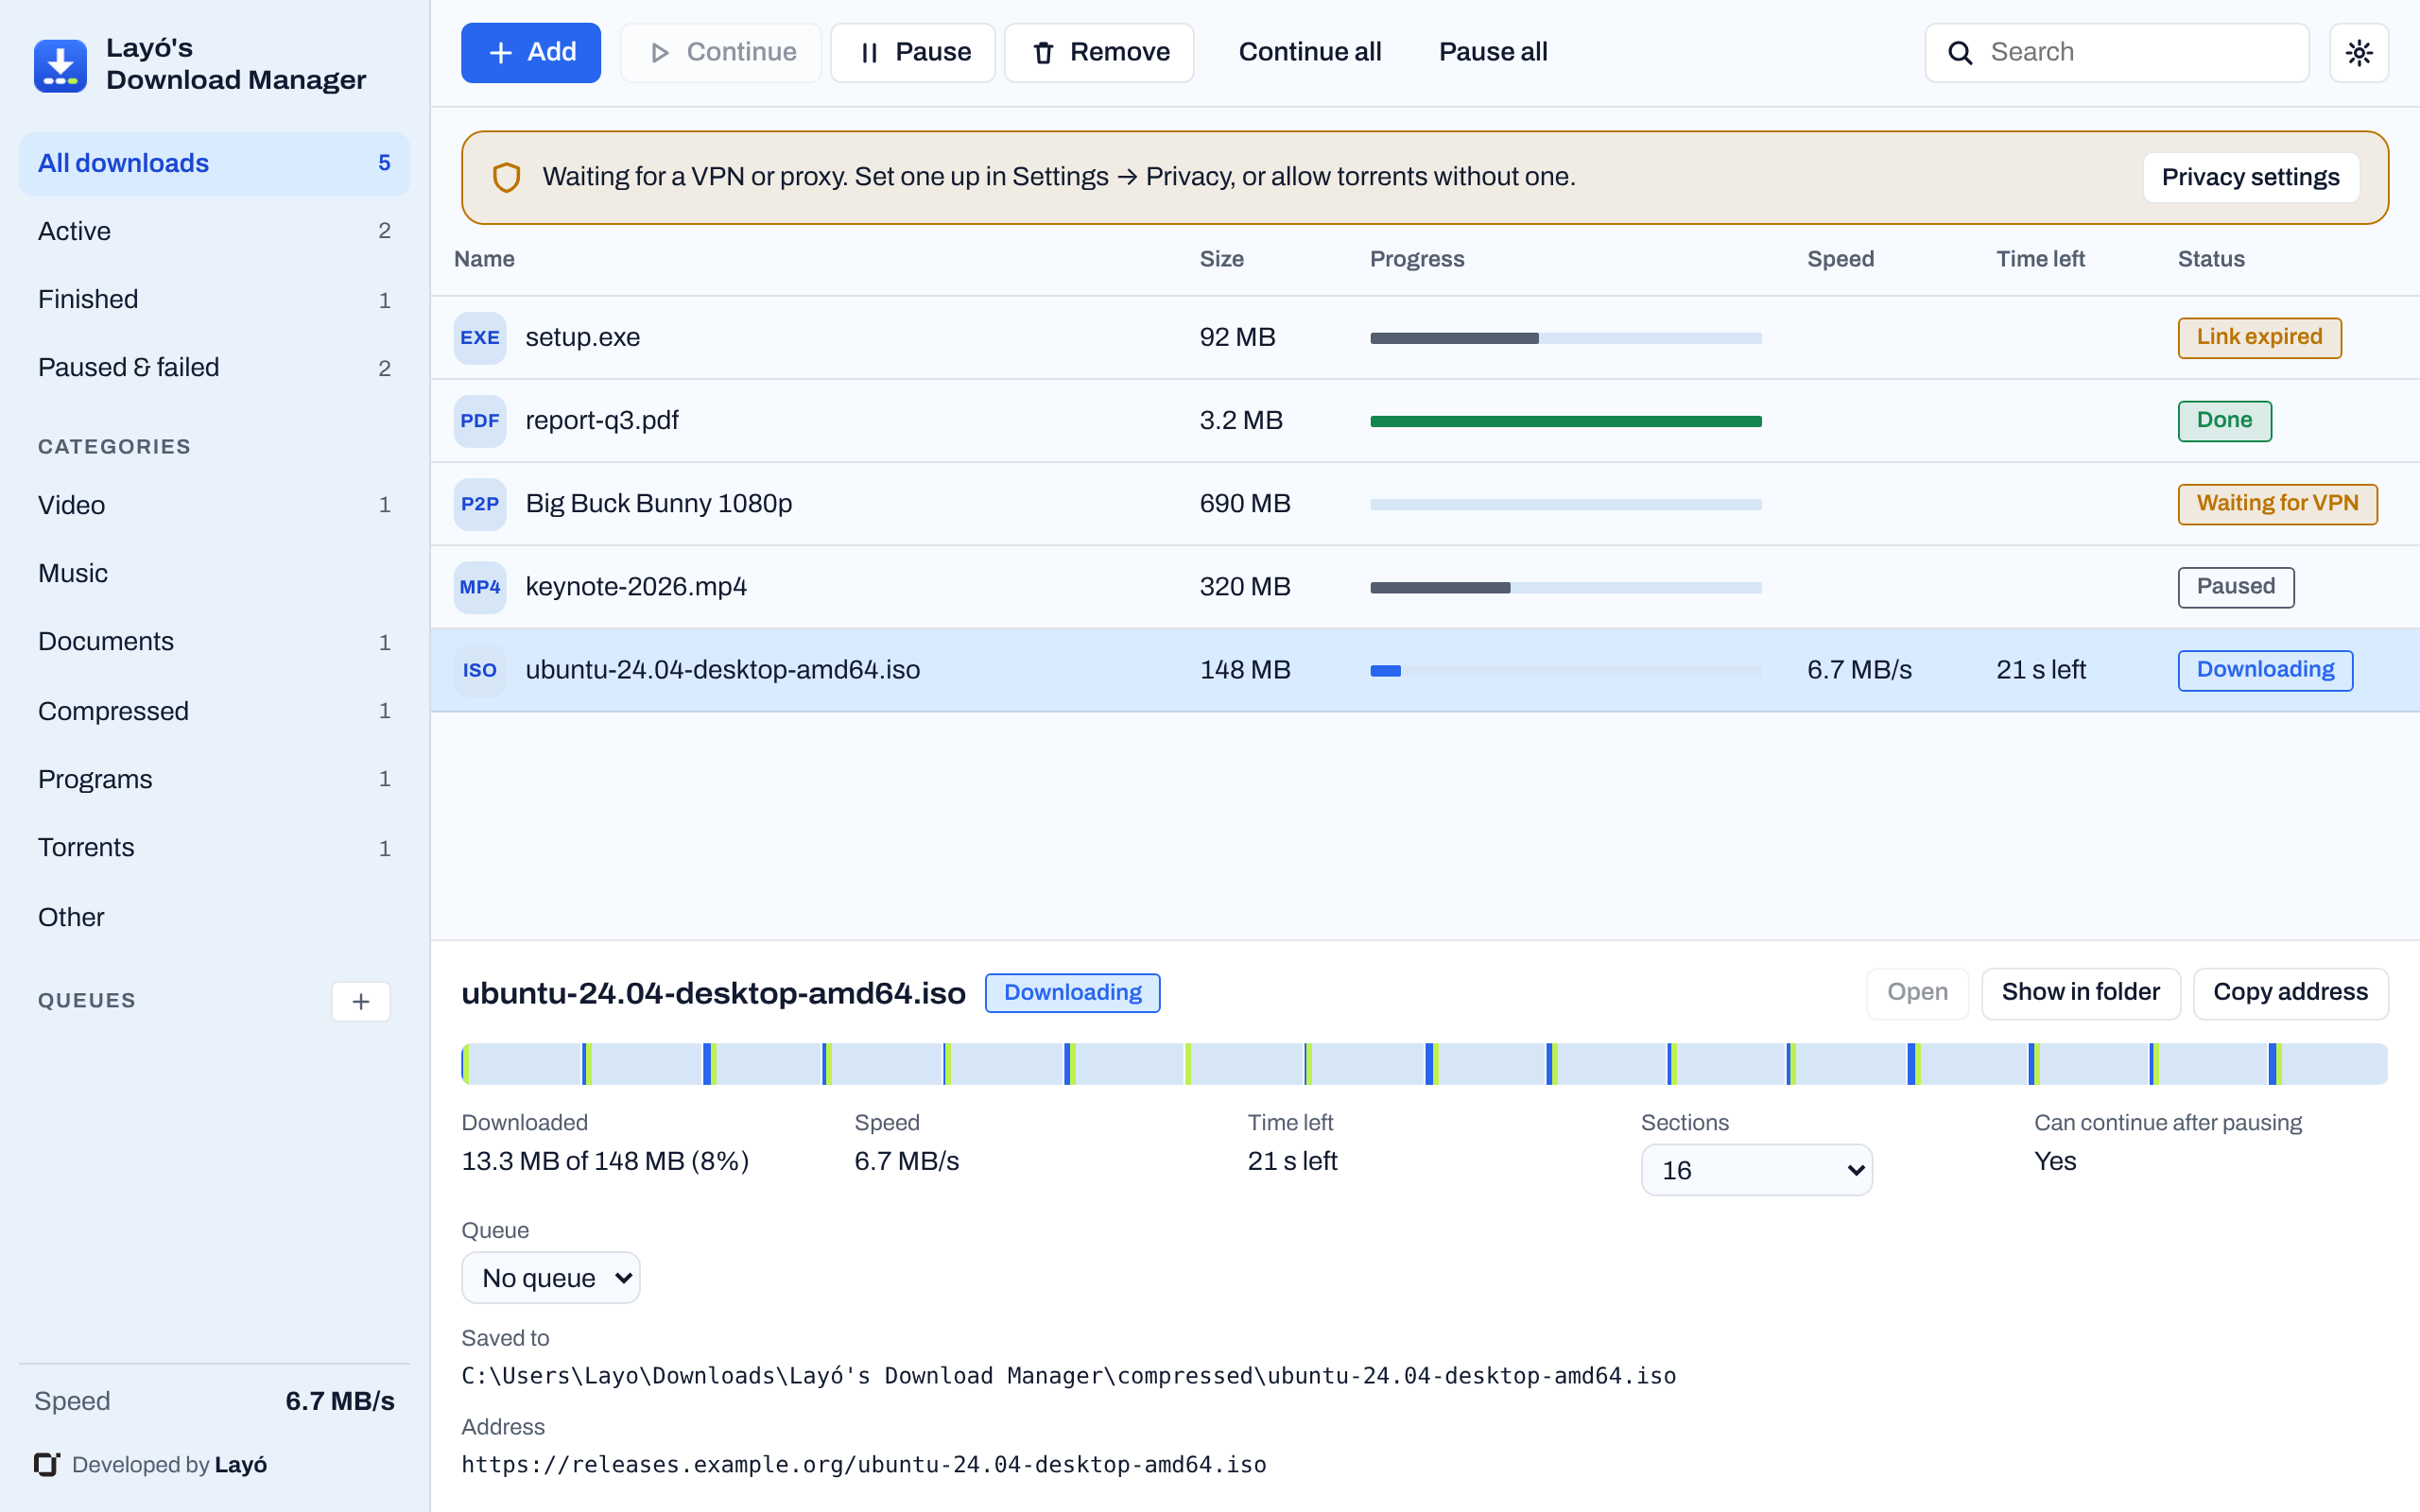 Layó's
Download Manager
All downloads 5
Active 2
Finished 1
Paused & failed 2
CATEGORIES
Video 1
Music
Documents 1
Compressed 1
Programs 1
Torrents 1
Other
QUEUES +
Speed 6.7 MB/s
Developed by Layó
Add Continue Pause Remove Continue all Pause all Search
Waiting for a VPN or proxy. Set one up in Settings → Privacy, or allow torrents without one. Privacy settings
Name Size Progress Speed Time left Status
EXE setup.exe 92 MB Link expired
PDF report-q3.pdf 3.2 MB Done
P2P Big Buck Bunny 1080p 690 MB Waiting for VPN
MP4 keynote-2026.mp4 320 MB Paused
ISO ubuntu-24.04-desktop-amd64.iso 148 MB 6.7 MB/s 21 s left Downloading
ubuntu-24.04-desktop-amd64.iso Downloading Open Show in folder Copy address
Downloaded Speed Time left Sections Can continue after pausing
13.3 MB of 148 MB (8%) 6.7 MB/s 21 s left 16 Yes
Queue
No queue
Saved to
C:\Users\Layo\Downloads\Layó's Download Manager\compressed\ubuntu-24.04-desktop-amd64.iso
Address
https://releases.example.org/ubuntu-24.04-desktop-amd64.iso